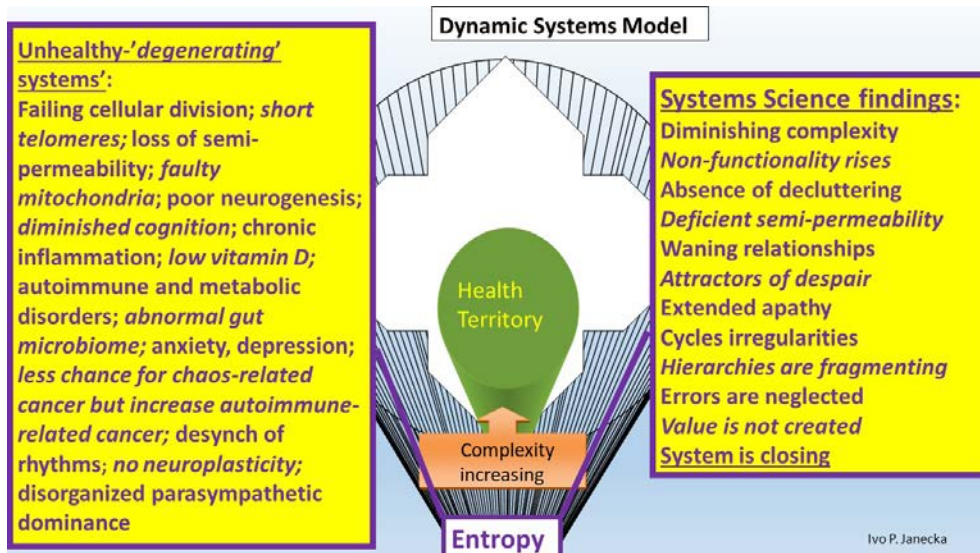 Dynamic Systems Model
Unhealthy-'degenerating'
systems':
Failing cellular division; short
telomeres; loss of semi-
permeability; faulty
mitochondria; poor neurogenesis;
diminished cognition; chronic
inflammation; low vitamin D;
autoimmune and metabolic
disorders; abnormal gut
microbiome; anxiety, depression;
less chance for chaos-related
cancer but increase autoimmune-
related cancer; desynch of
rhythms; no neuroplasticity;
disorganized parasympathetic
dominance
Health
Territory
Complexity
increasing
Entropy
Systems Science findings:
Diminishing complexity
Non-functionality rises
Absence of decluttering
Deficient semi-permeability
Waning relationships
Attractors of despair
Extended apathy
Cycles irregularities
Hierarchies are fragmenting
Errors are neglected
Value is not created
System is closing
Ivo P. Janecka